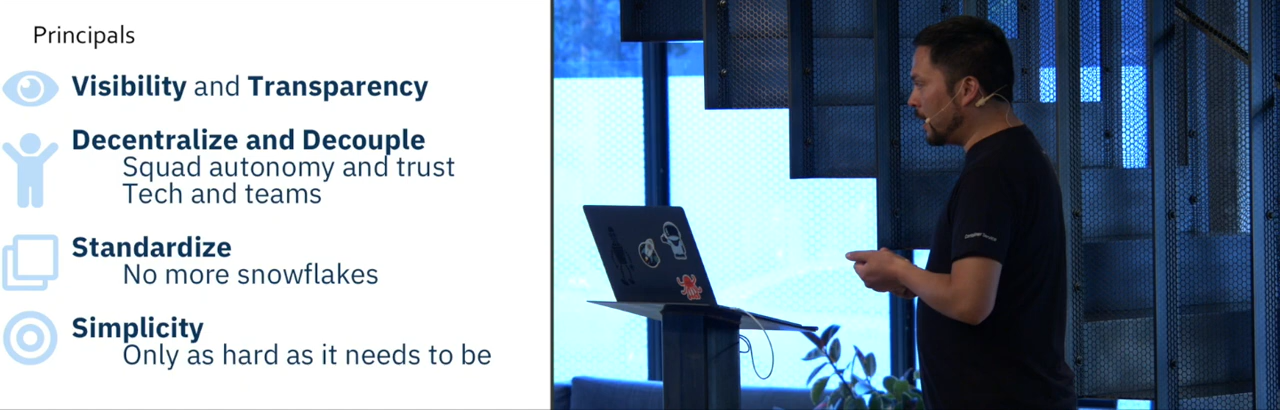 Principals
Visibility and Transparency
Decentralize and Decouple
Squad autonomy and trust
Tech and teams
Standardize
No more snowflakes
Simplicity
Only as hard as it needs to be